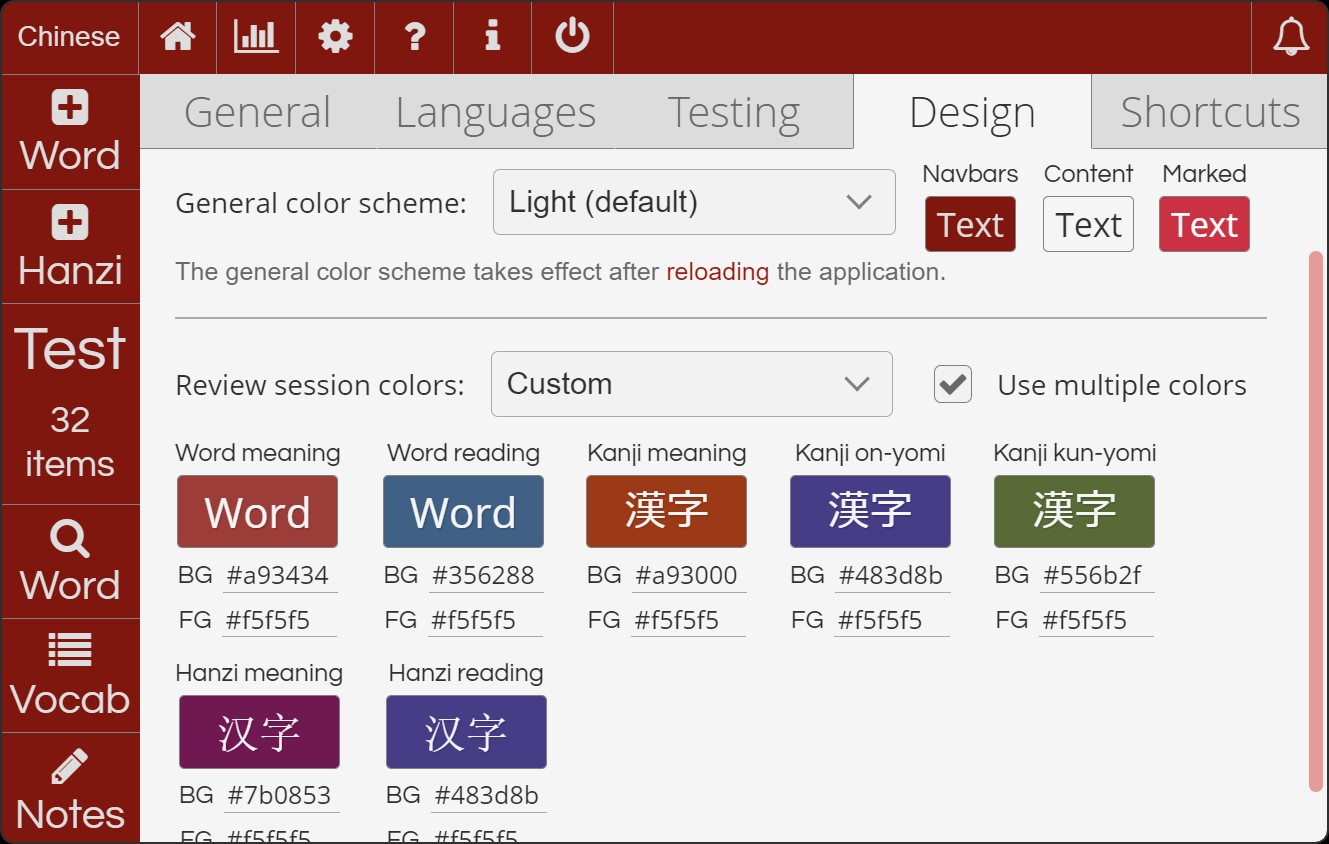 Chinese
General Languages Testing Design Shortcuts
Word
Hanzi
Test
32
items
Word
Vocab
Notes
Navbars Content Marked
General color scheme: Light (default) Text Text Text
The general color scheme takes effect after reloading the application.
Review session colors: Custom Use multiple colors
Word meaning Word reading Kanji meaning Kanji on-yomi Kanji kun-yomi
Word Word 漢字 漢字 漢字
BG #a93434 BG #356288 BG #a93000 BG #483d8b BG #556b2f
FG #f5f5f5 FG #f5f5f5 FG #f5f5f5 FG #f5f5f5 FG #f5f5f5
Hanzi meaning Hanzi reading
汉字 汉字
BG #7b0853 BG #483d8b
FG #f5f5f5 FG #f5f5f5